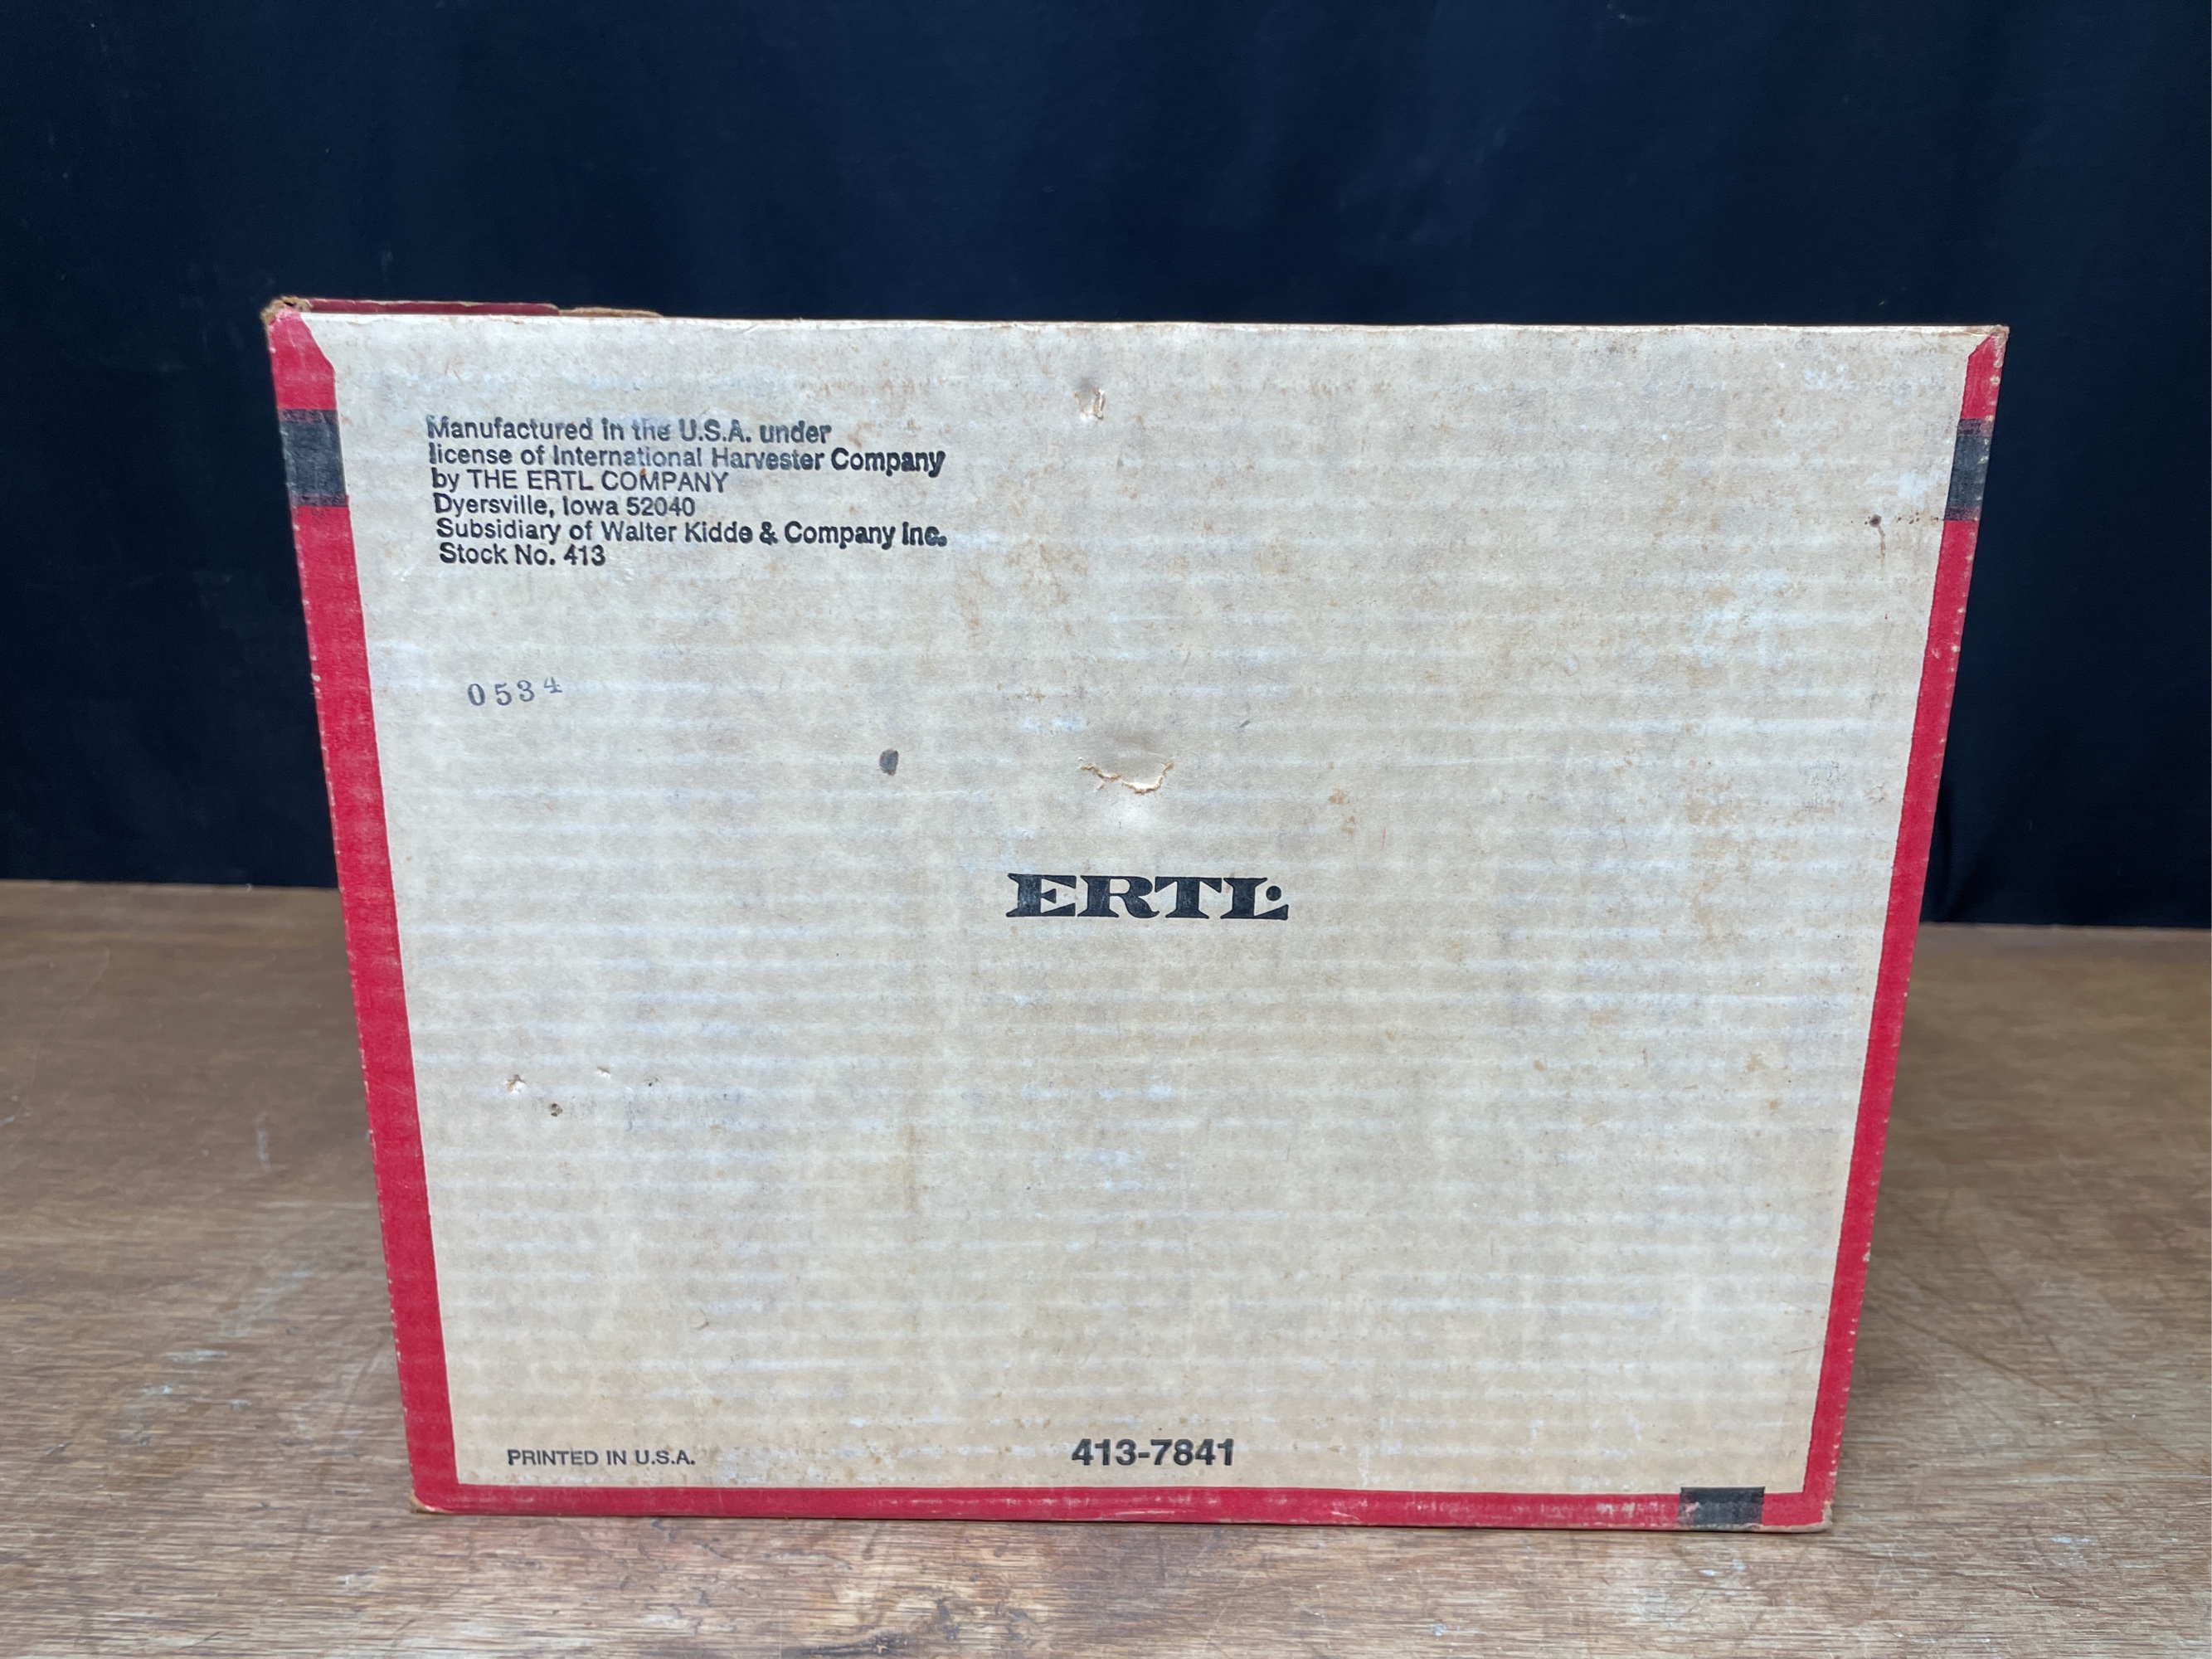 Manufactured in the U.S.A. under
license of International Harvester Company
by THE ERTL COMPANY
Dyersville, Iowa 52040
Subsidiary of Walter Kidde & Company Inc.
Stock No. 413
0534
ERTL
PRINTED IN U.S.A.
413-7841